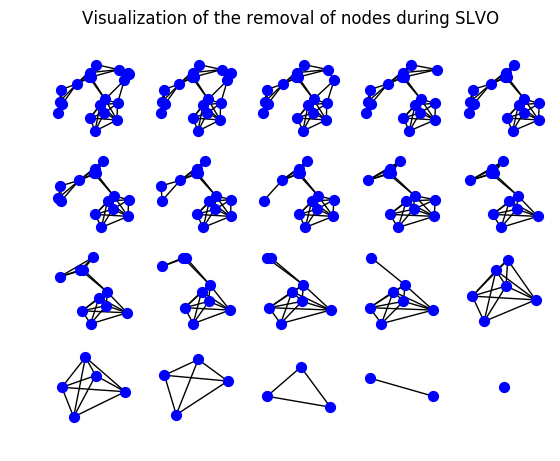 Visualization of the removal of nodes during SLVO